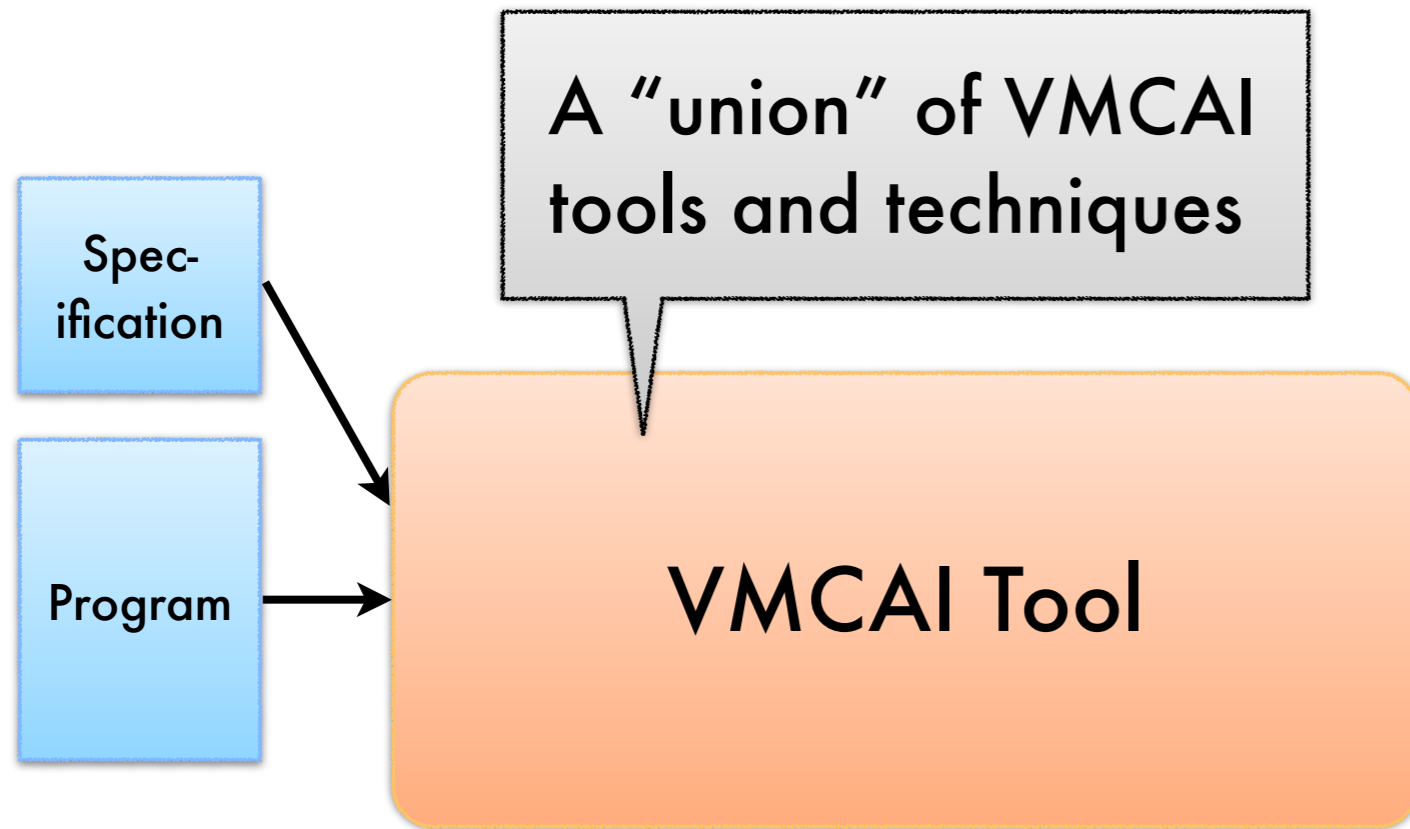 A “union” of VMCAI
tools and techniques
Spec-
ification
Program
VMCAI Tool